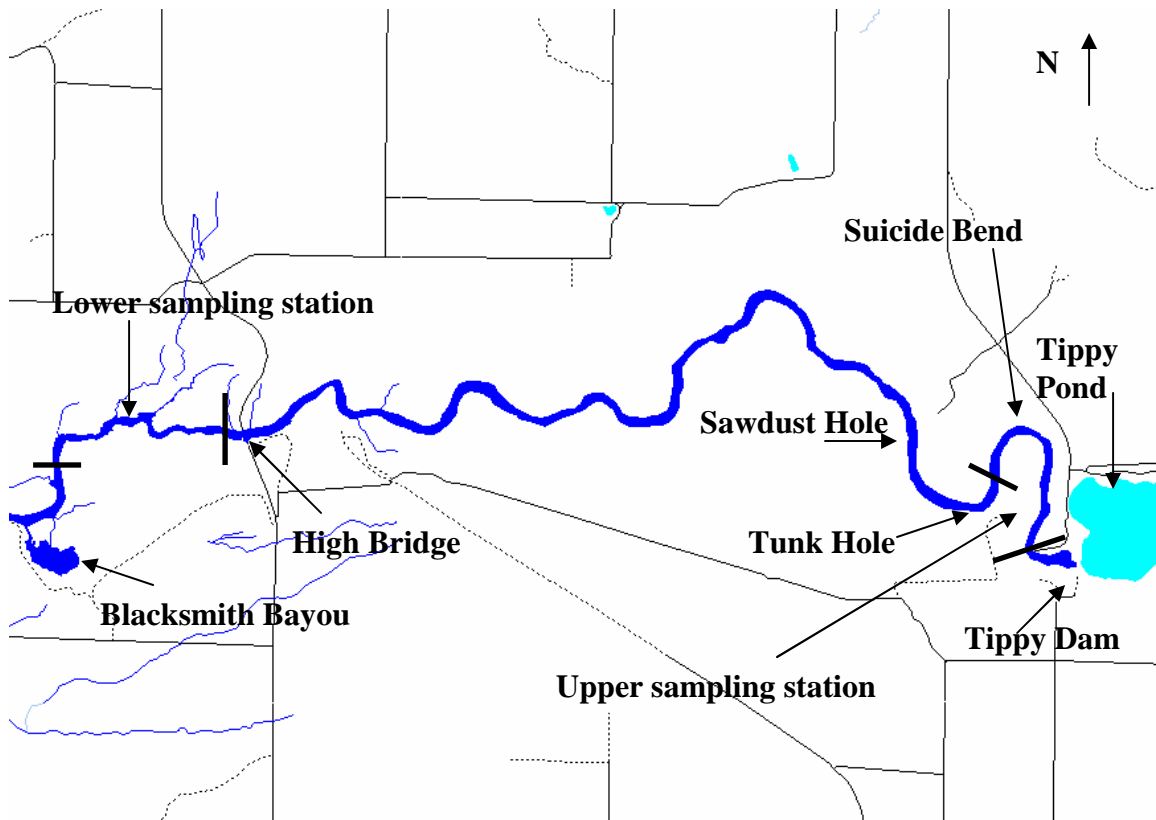 N
Suicide Bend
Lower sampling station
Tippy
Pond
Sawdust Hole
High Bridge
Tunk Hole
Blacksmith Bayou
Tippy Dam
Upper sampling station